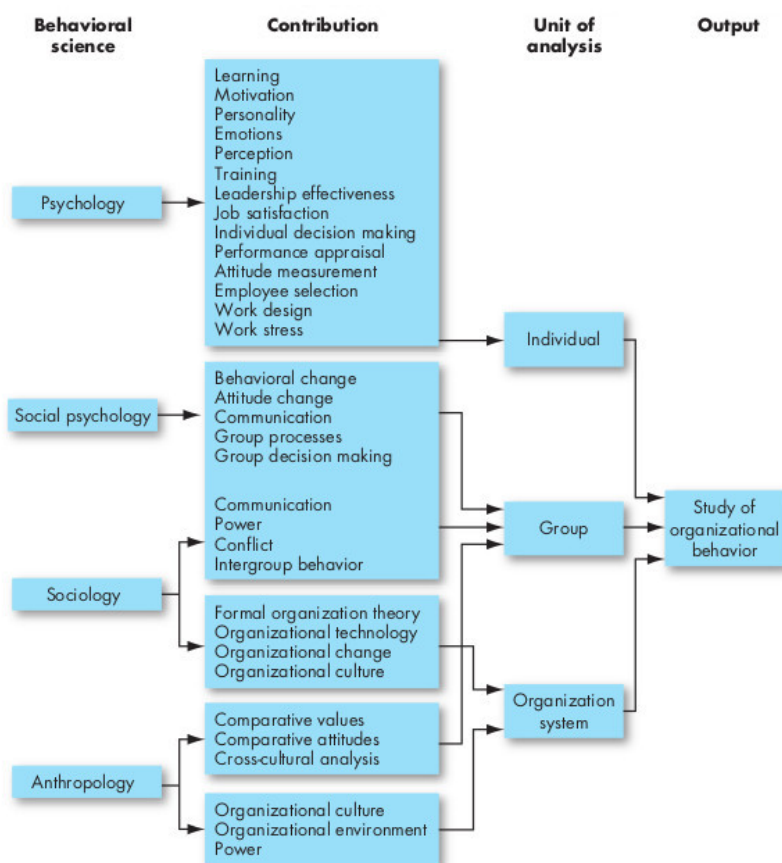 Behavioral
science
Contribution
Unit of
analysis
Output
Psychology
Learning
Motivation
Personality
Emotions
Perception
Training
Leadership effectiveness
Job satisfaction
Individual decision making
Performance appraisal
Attitude measurement
Employee selection
Work design
Work stress
Individual
Social psychology
Behavioral change
Attitude change
Communication
Group processes
Group decision making
Communication
Power
Conflict
Intergroup behavior
Group
Study of
organizational
behavior
Sociology
Formal organization theory
Organizational technology
Organizational change
Organizational culture
Organization
system
Anthropology
Comparative values
Comparative attitudes
Cross-cultural analysis
Organizational culture
Organizational environment
Power